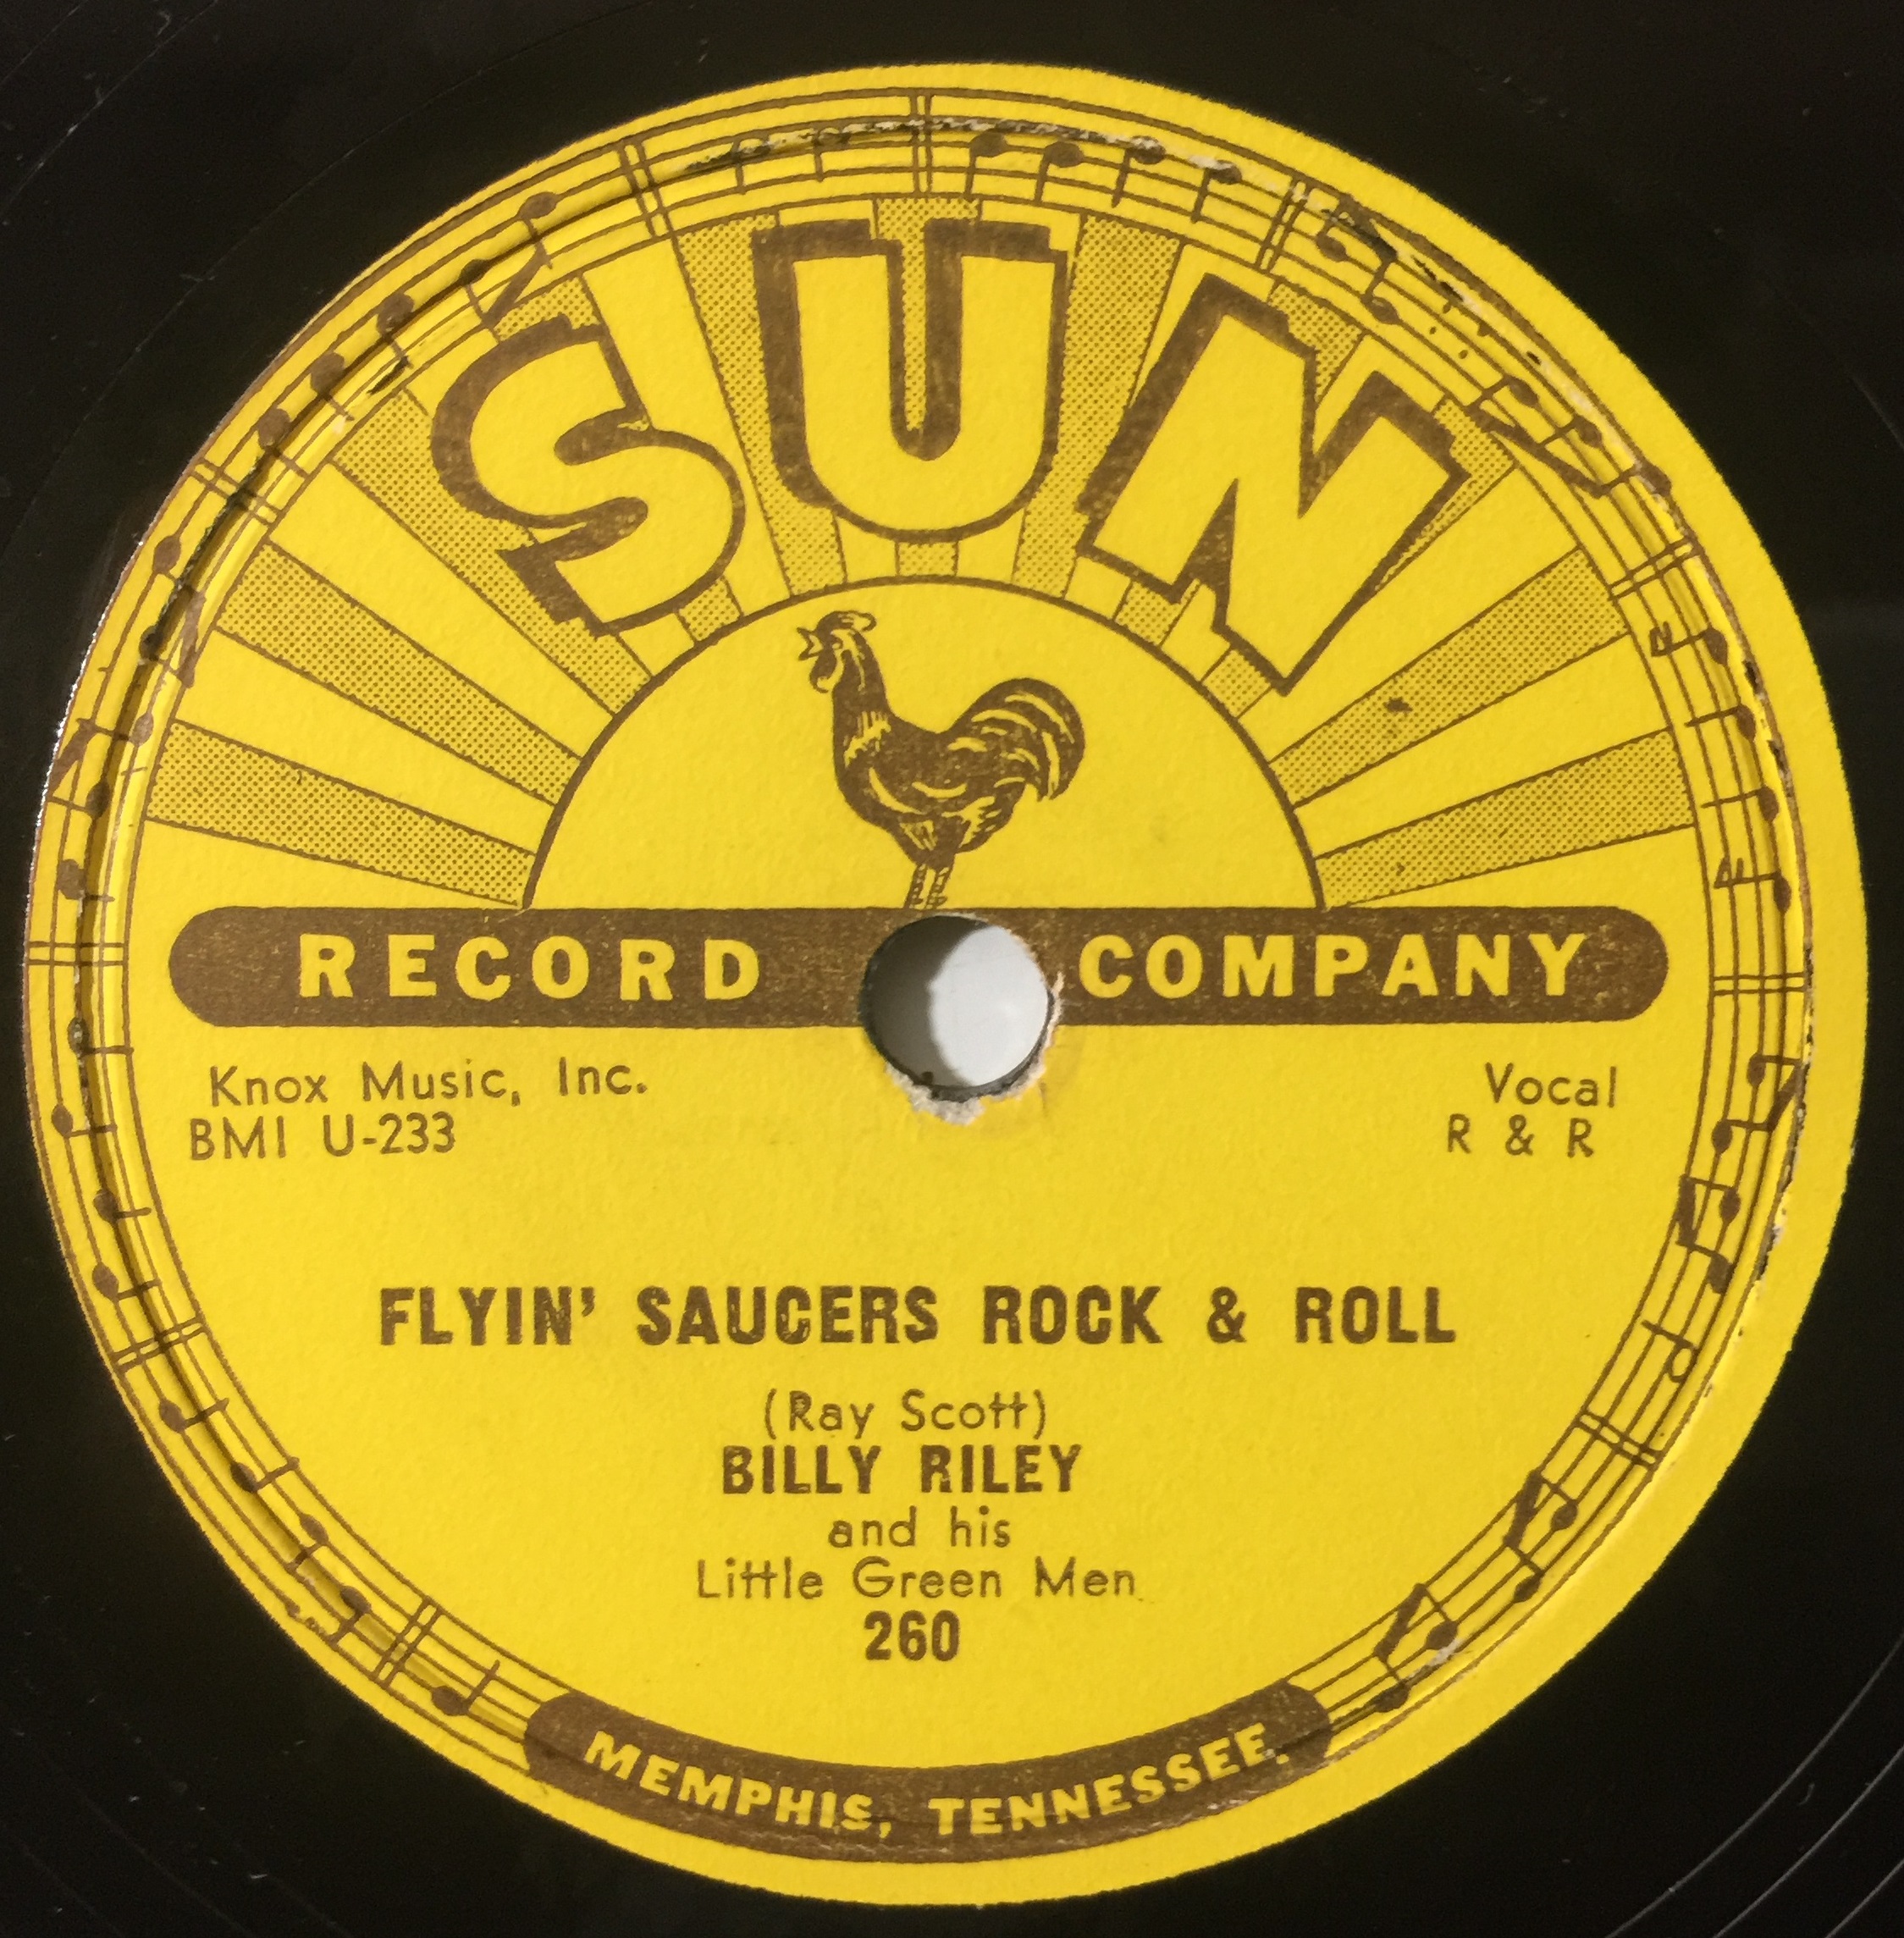 SUN
RECORD COMPANY
Knox Music, Inc.
BMI U-233
Vocal
R & R
FLYIN' SAUCERS ROCK & ROLL
(Ray Scott)
BILLY RILEY
and his
Little Green Men
260
MEMPHIS, TENNESSEE.